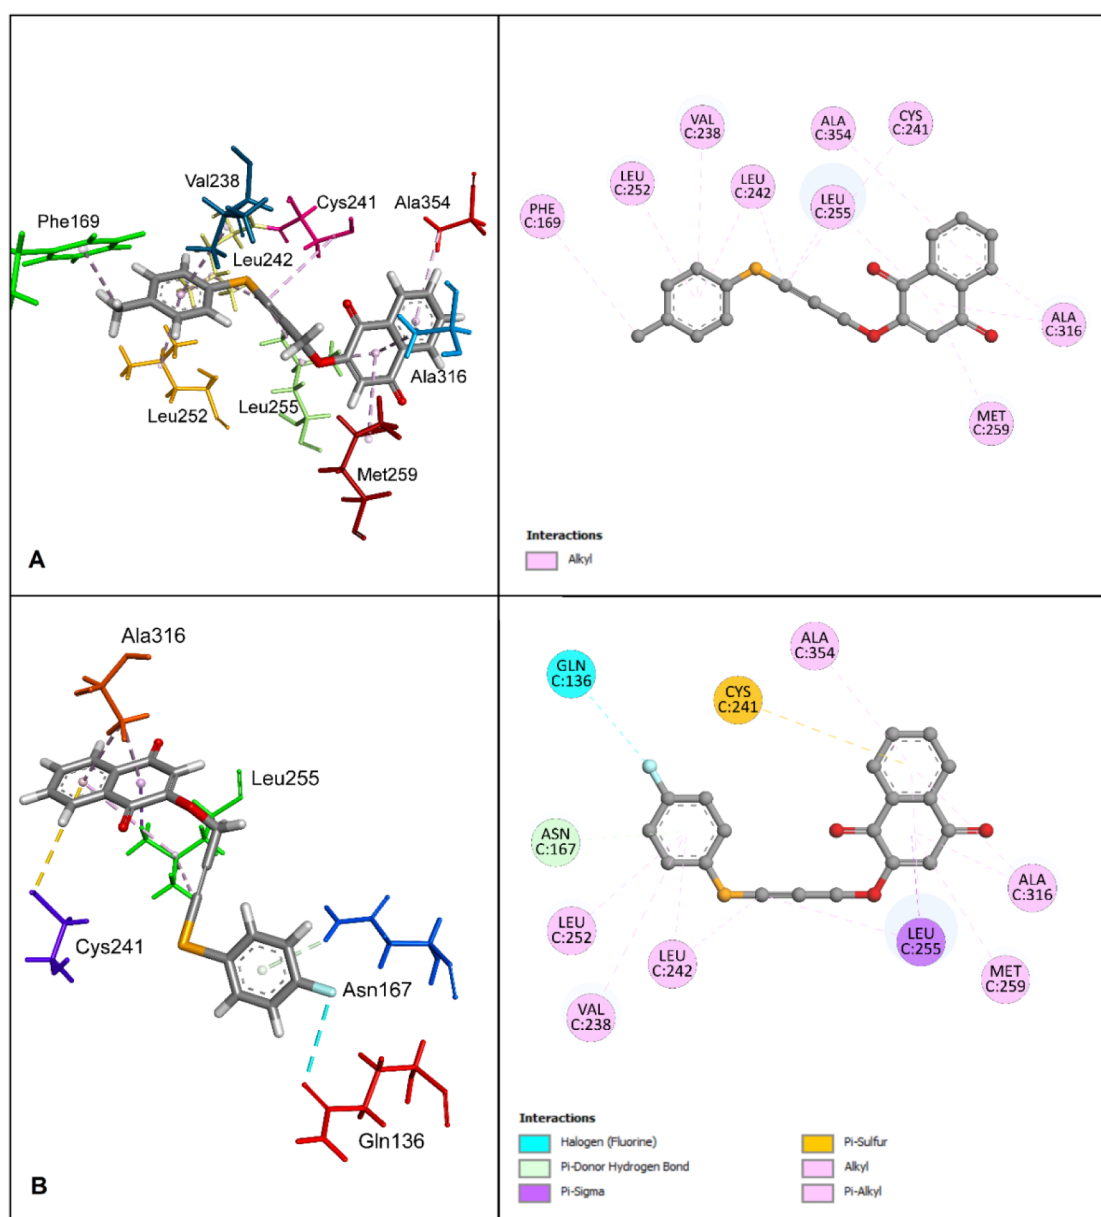 Val238
Phe169
Cys241
Ala354
Leu242
Ala316
Leu252
Leu255
Met259
A
VAL
C:238
ALA
C:354
CYS
C:241
LEU
C:252
LEU
C:242
LEU
C:255
PHE
C:169
ALA
C:316
MET
C:259
Interactions
Alkyl
Ala316
Leu255
Cys241
Asn167
Gln136
B
ALA
C:354
GLN
C:136
CYS
C:241
ASN
C:167
ALA
C:316
LEU
C:252
LEU
C:242
LEU
C:255
MET
C:259
VAL
C:238
Interactions
Halogen (Fluorine)
Pi-Donor Hydrogen Bond
Pi-Sigma
Pi-Sulfur
Alkyl
Pi-Alkyl